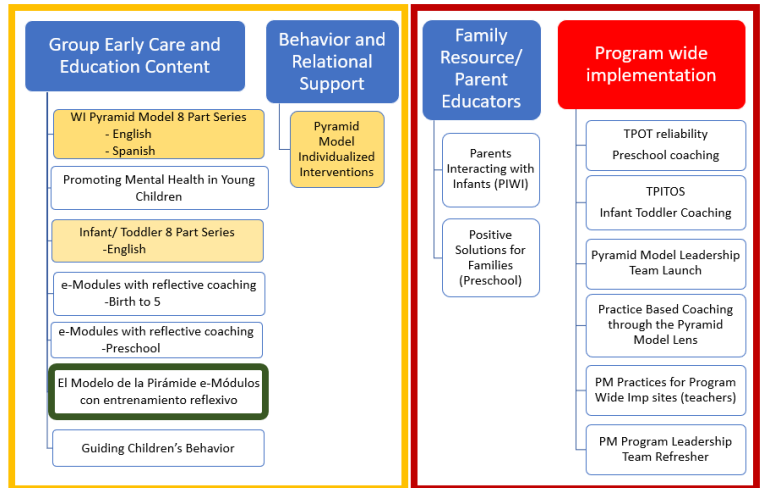 Group Early Care and
Education Content
WI Pyramid Model 8 Part Series
- English
- Spanish
Promoting Mental Health in Young
Children
Infant/ Toddler 8 Part Series
-English
e-Modules with reflective coaching
-Birth to 5
e-Modules with reflective coaching
-Preschool
El Modelo de la Pirámide e-Módulos
con entrenamiento reflexivo
Guiding Children's Behavior
Behavior and
Relational
Support
Pyramid
Model
Individualized
Interventions
Family
Resource/
Parent
Educators
Parents
Interacting with
Infants (PIWI)
Positive
Solutions for
Families
(Preschool)
Program wide
implementation
TPOT reliability
Preschool coaching
TPITOS
Infant Toddler Coaching
Pyramid Model Leadership
Team Launch
Practice Based Coaching
through the Pyramid
Model Lens
PM Practices for Program
Wide Imp sites (teachers)
PM Program Leadership
Team Refresher